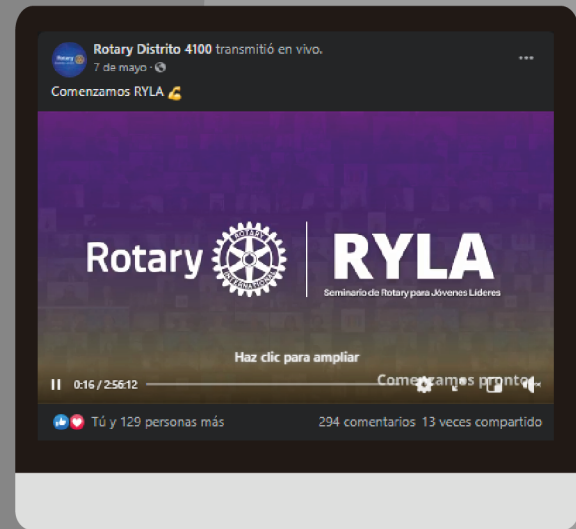 Rotary Distrito 4100 transmitió en vivo.
7 de mayo ·
Comenzamos RYLA 💪
Rotary
ROTARY
INTERNATIONAL
RYLA
Seminario de Rotary para Jóvenes Líderes
Haz clic para ampliar
Comenzamos pronto
0:16 / 2:56:12
Tú y 129 personas más
294 comentarios 13 veces compartido